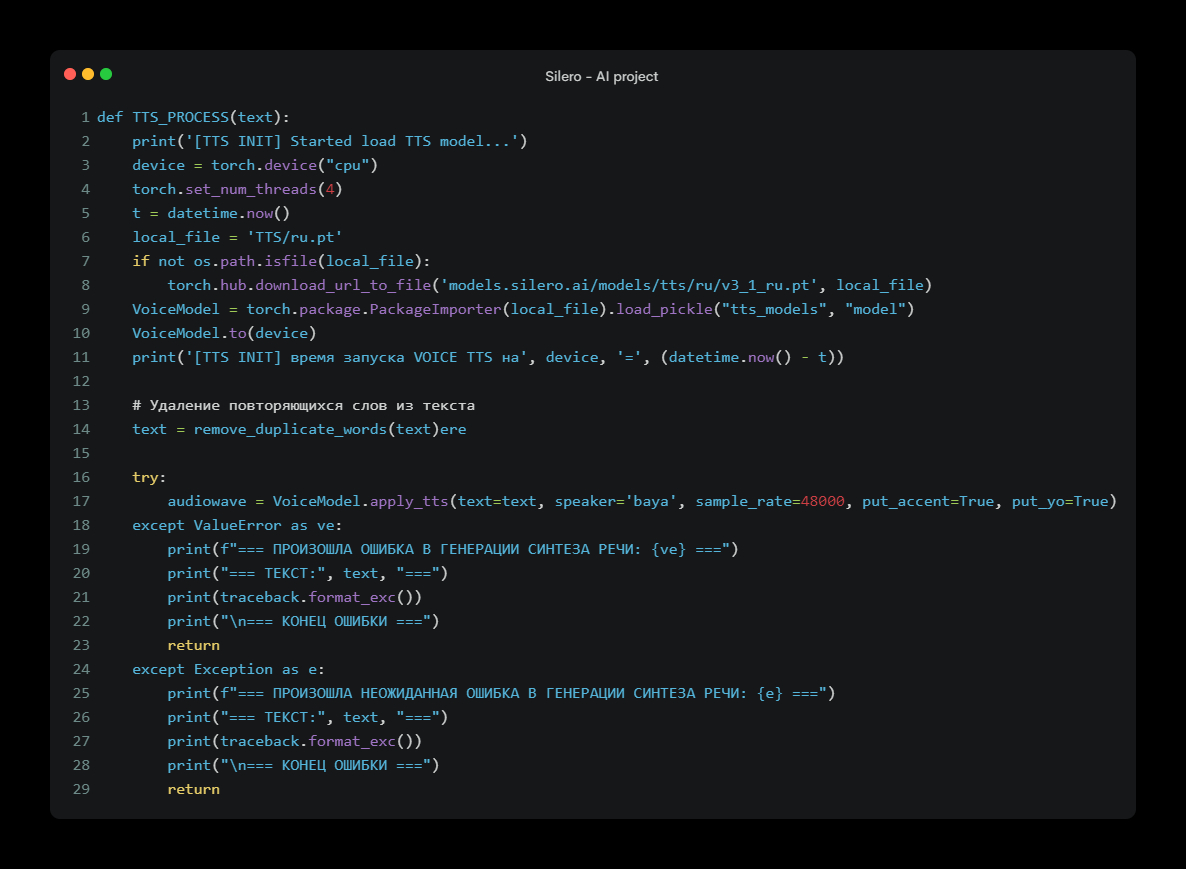 Silero - AI project
1 def TTS_PROCESS(text):
2     print('[TTS INIT] Started load TTS model...')
3     device = torch.device("cpu")
4     torch.set_num_threads(4)
5     t = datetime.now()
6     local_file = 'TTS/ru.pt'
7     if not os.path.isfile(local_file):
8         torch.hub.download_url_to_file('models.silero.ai/models/tts/ru/v3_1_ru.pt', local_file)
9     VoiceModel = torch.package.PackageImporter(local_file).load_pickle("tts_models", "model")
10     VoiceModel.to(device)
11     print('[TTS INIT] время запуска VOICE TTS на', device, '=', (datetime.now() - t))
12
13     # Удаление повторяющихся слов из текста
14     text = remove_duplicate_words(text)ere
15
16     try:
17         audiowave = VoiceModel.apply_tts(text=text, speaker='baya', sample_rate=48000, put_accent=True, put_yo=True)
18     except ValueError as ve:
19         print(f"=== ПРОИЗОШЛА ОШИБКА В ГЕНЕРАЦИИ СИНТЕЗА РЕЧИ: {ve} ===")
20         print("=== ТЕКСТ:", text, "===")
21         print(traceback.format_exc())
22         print("\n=== КОНЕЦ ОШИБКИ ===")
23         return
24     except Exception as e:
25         print(f"=== ПРОИЗОШЛА НЕОЖИДАННАЯ ОШИБКА В ГЕНЕРАЦИИ СИНТЕЗА РЕЧИ: {e} ===")
26         print("=== ТЕКСТ:", text, "===")
27         print(traceback.format_exc())
28         print("\n=== КОНЕЦ ОШИБКИ ===")
29         return